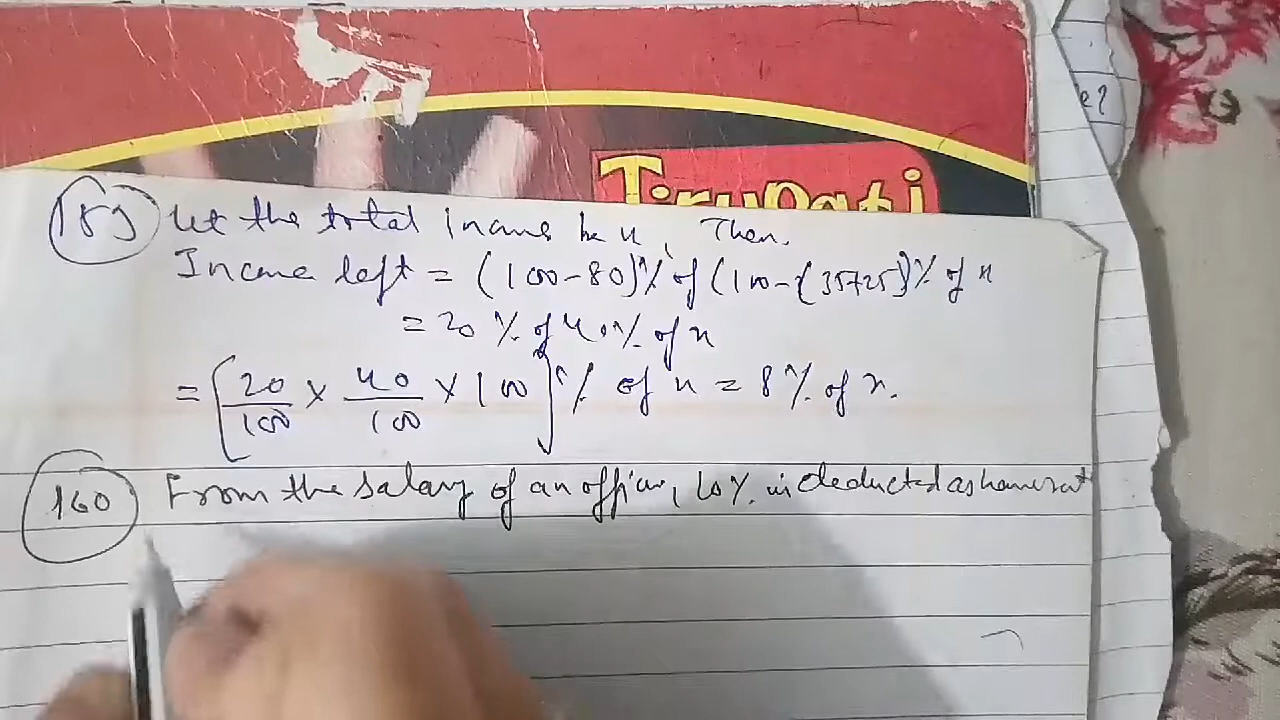 Tirupati
e?
159 let the total income be x, Then,
Income left = (100-80)% of (100-(35+25))% of x
= 20% of 40% of x
= [20/100 × 40/100 × 100]% of x = 8% of x.
160 From the salary of an officer, 10% is deducted as house rent